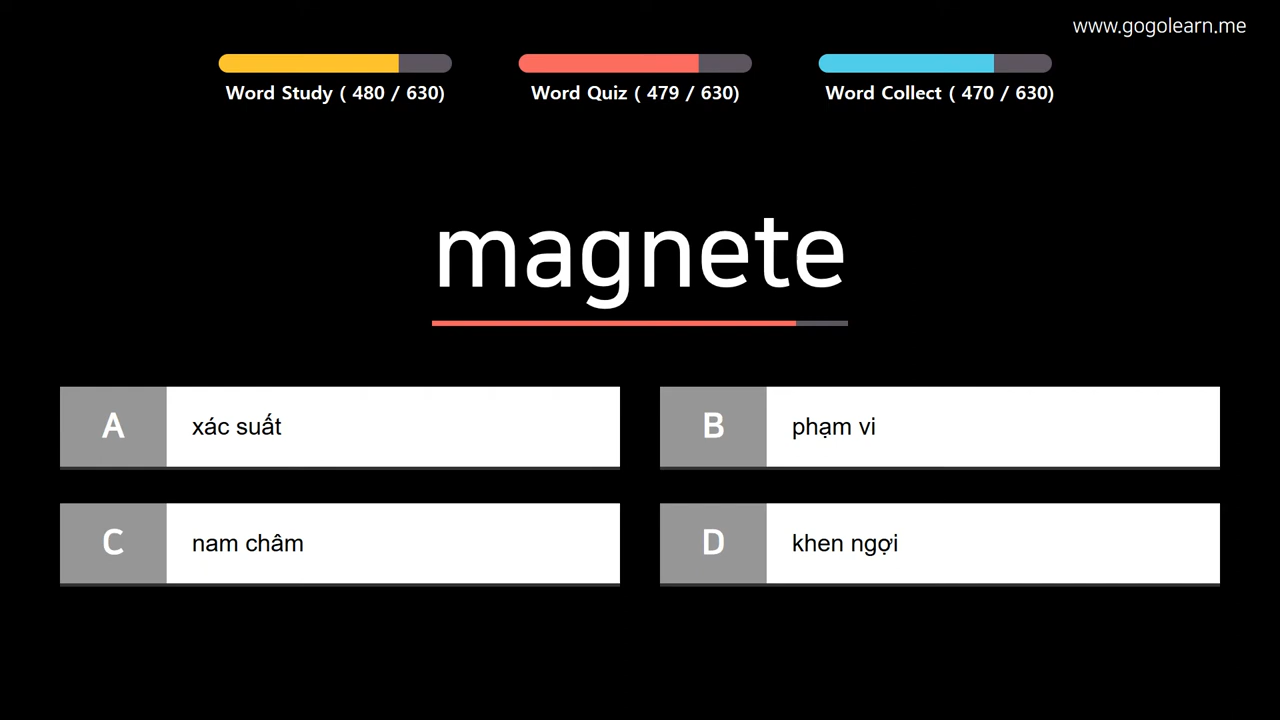 www.gogolearn.me
Word Study ( 480 / 630)
Word Quiz ( 479 / 630)
Word Collect ( 470 / 630)
magnete
A
xác suất
B
phạm vi
C
nam châm
D
khen ngợi